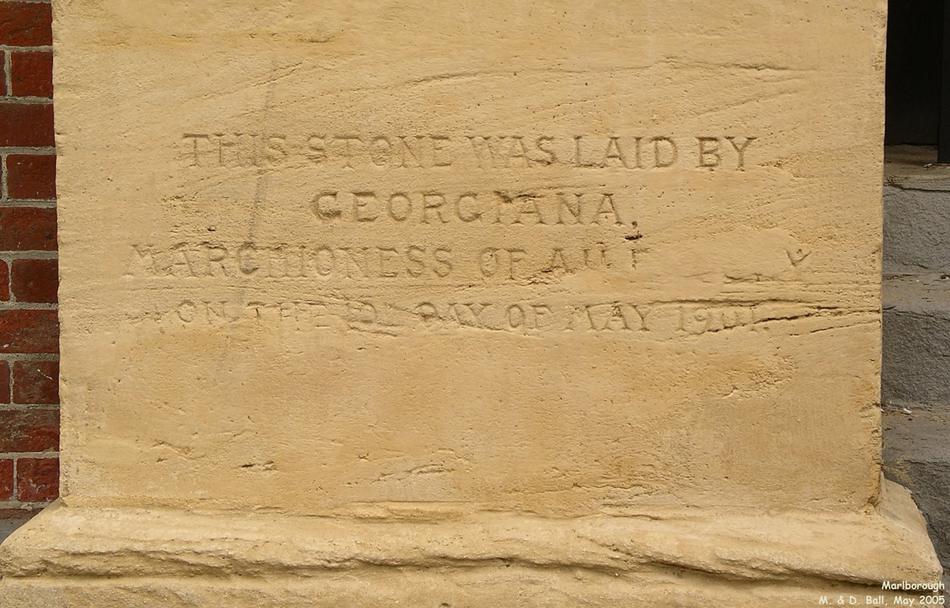 THIS STONE WAS LAID BY
GEORGIANA,
MARCHIONESS OF
ON THE DAY OF MAY
Marlborough
M. & D. Ball, May 2005